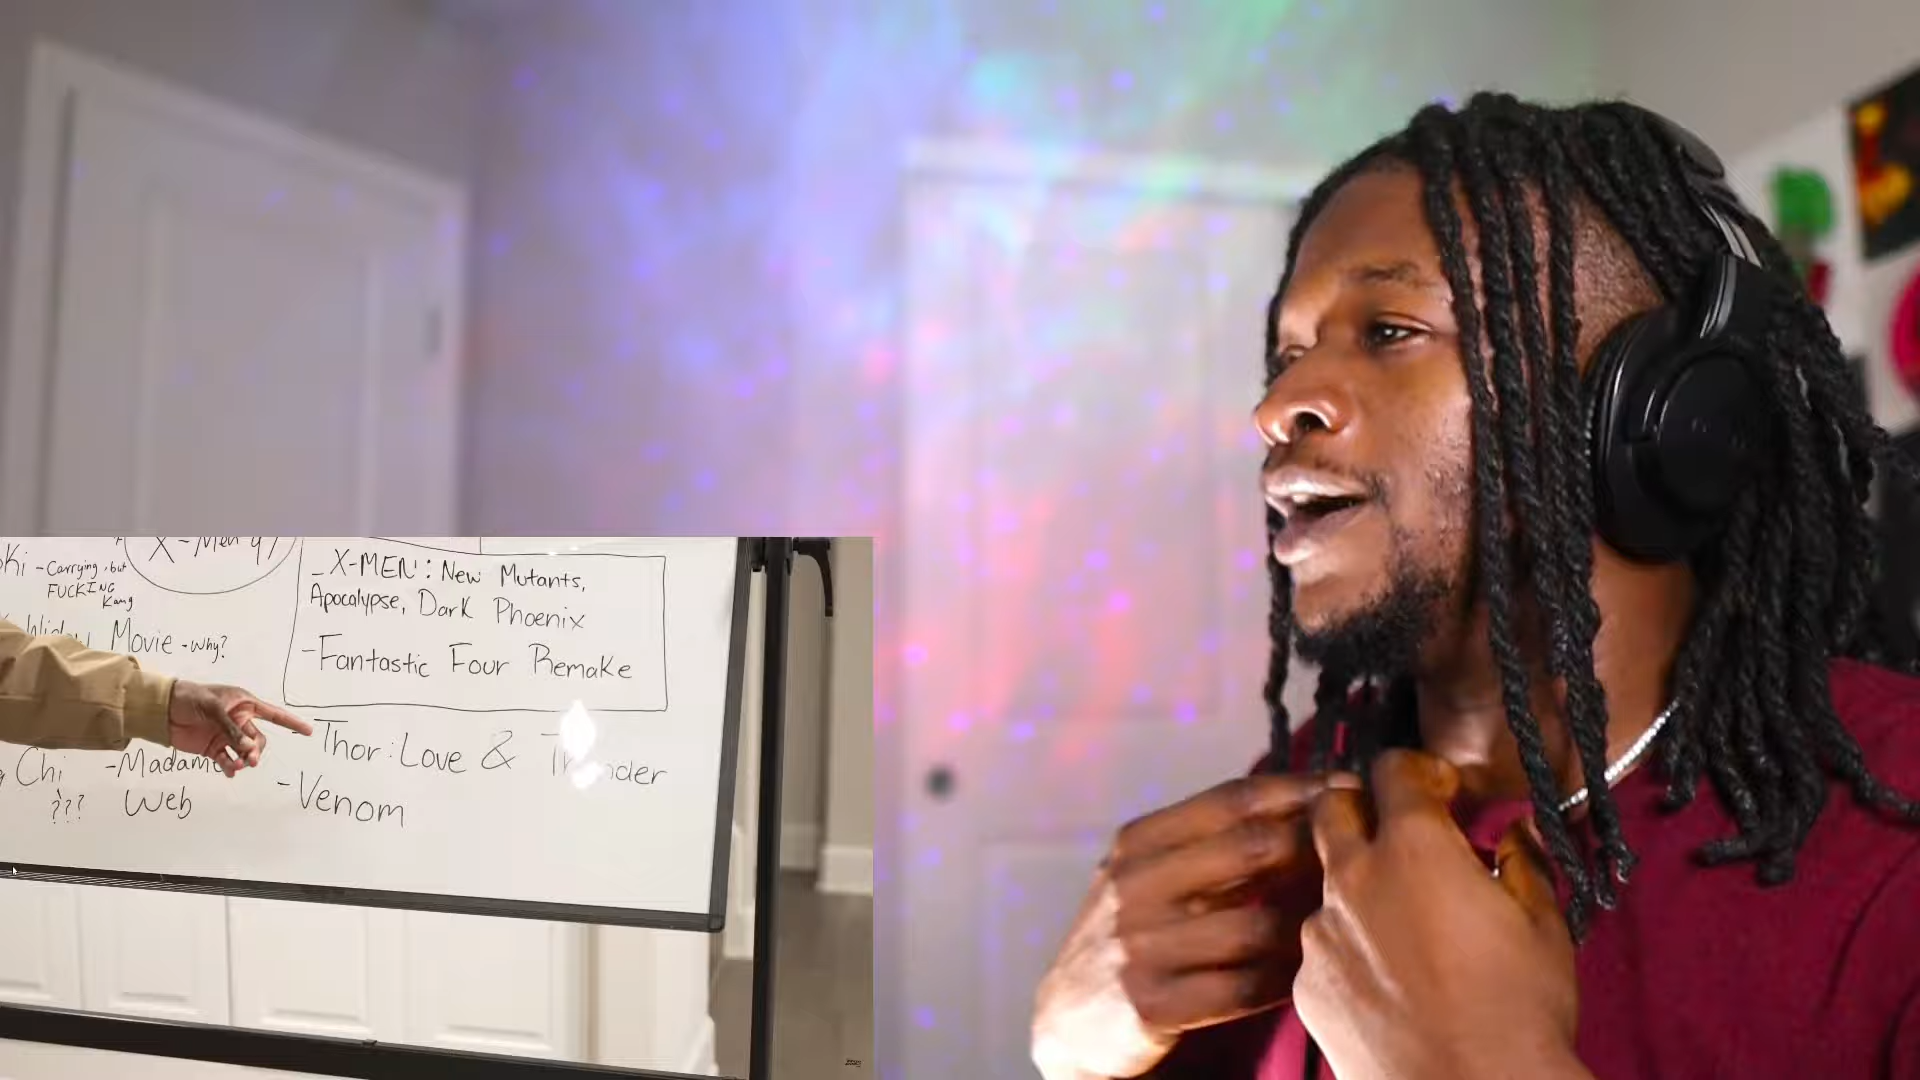 X-Men 97
-Carrying, but
FUCKING
Kang
Movie - Why?
Chi
???
-Madame
Web
- X-MEN: New Mutants,
Apocalypse, Dark Phoenix
-Fantastic Four Remake
- Thor: Love &
-Venom